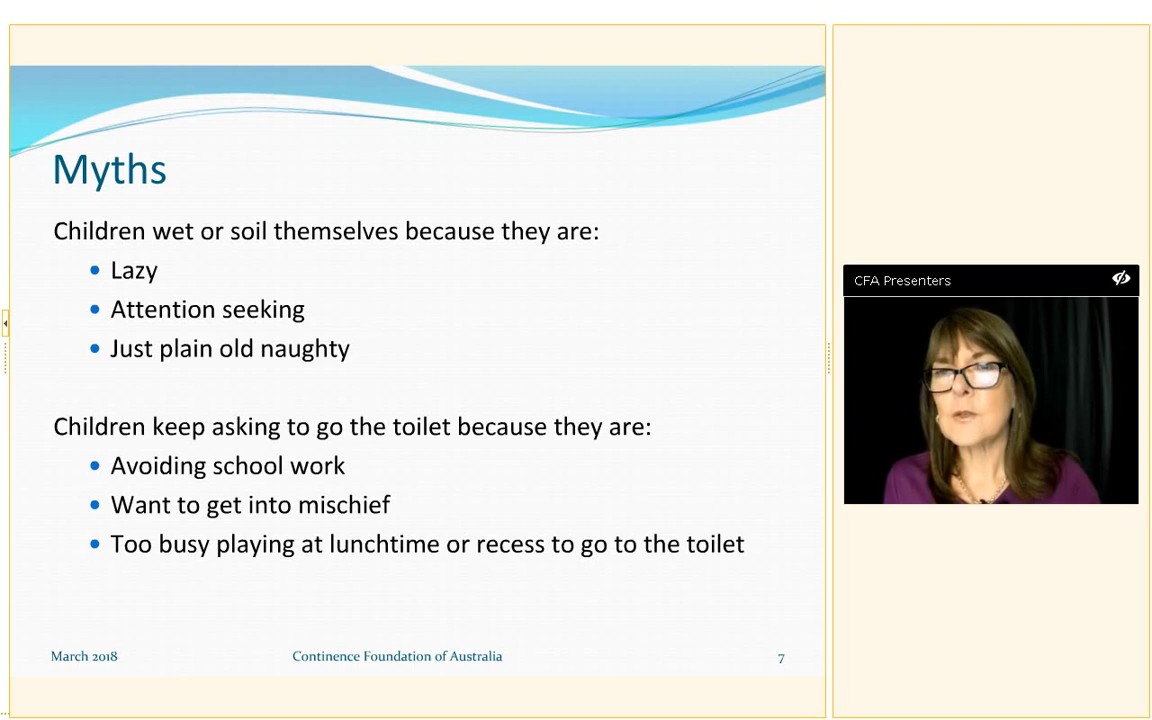 Myths
Children wet or soil themselves because they are:
Lazy
Attention seeking
Just plain old naughty
Children keep asking to go the toilet because they are:
Avoiding school work
Want to get into mischief
Too busy playing at lunchtime or recess to go to the toilet
March 2018
Continence Foundation of Australia
7
CFA Presenters